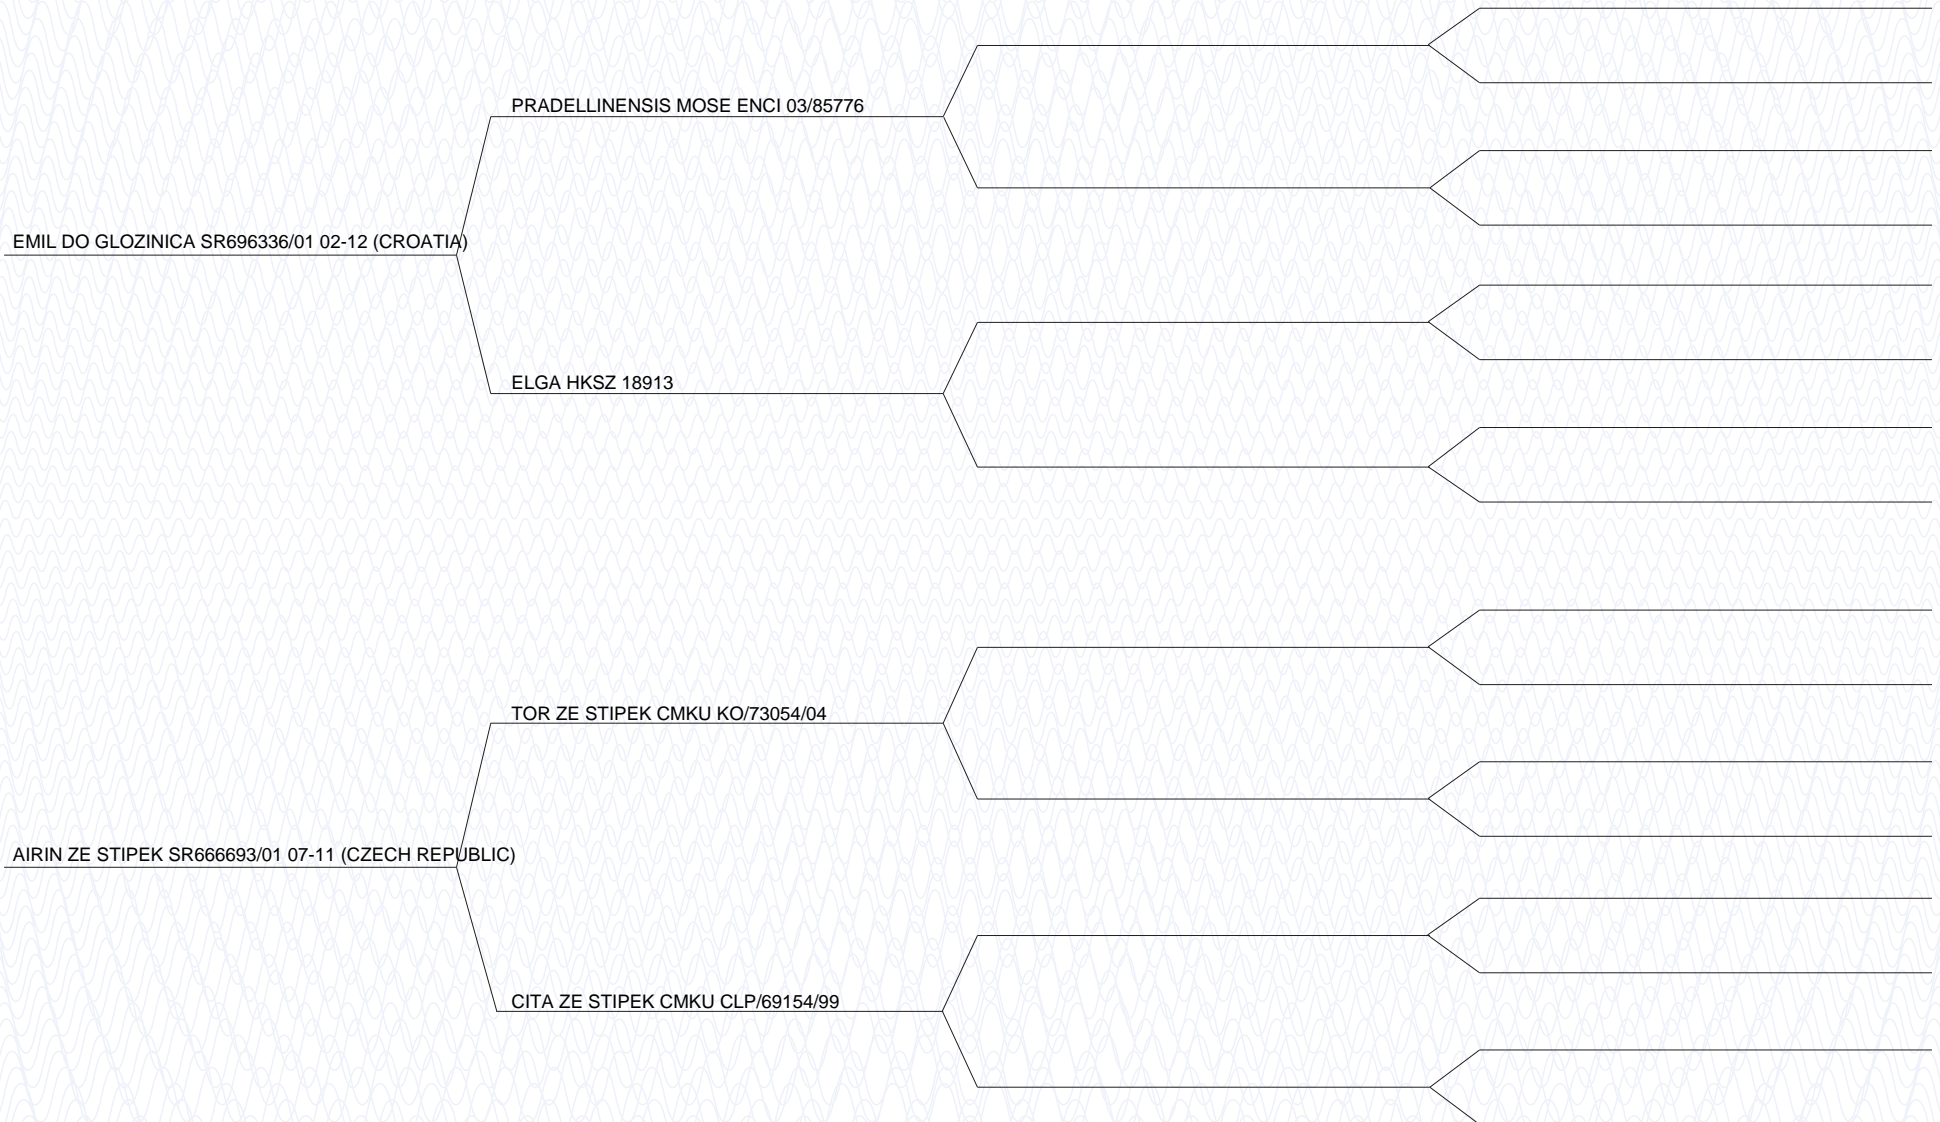 PRADELLINENSIS MOSE ENCI 03/85776
EMIL DO GLOZINICA SR696336/01 02-12 (CROATIA)
ELGA HKSZ 18913
TOR ZE STIPEK CMKU KO/73054/04
AIRIN ZE STIPEK SR666693/01 07-11 (CZECH REPUBLIC)
CITA ZE STIPEK CMKU CLP/69154/99